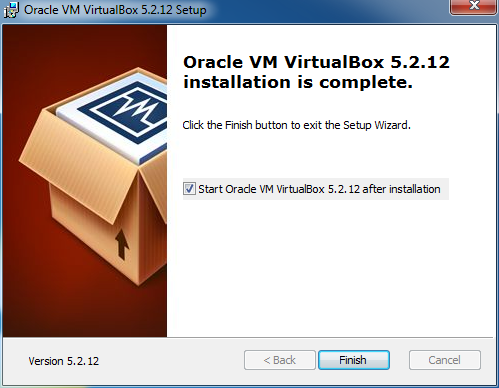 Oracle VM VirtualBox 5.2.12 Setup
Oracle VM VirtualBox 5.2.12
installation is complete.
Click the Finish button to exit the Setup Wizard.
Start Oracle VM VirtualBox 5.2.12 after installation
Version 5.2.12
< Back
Finish
Cancel